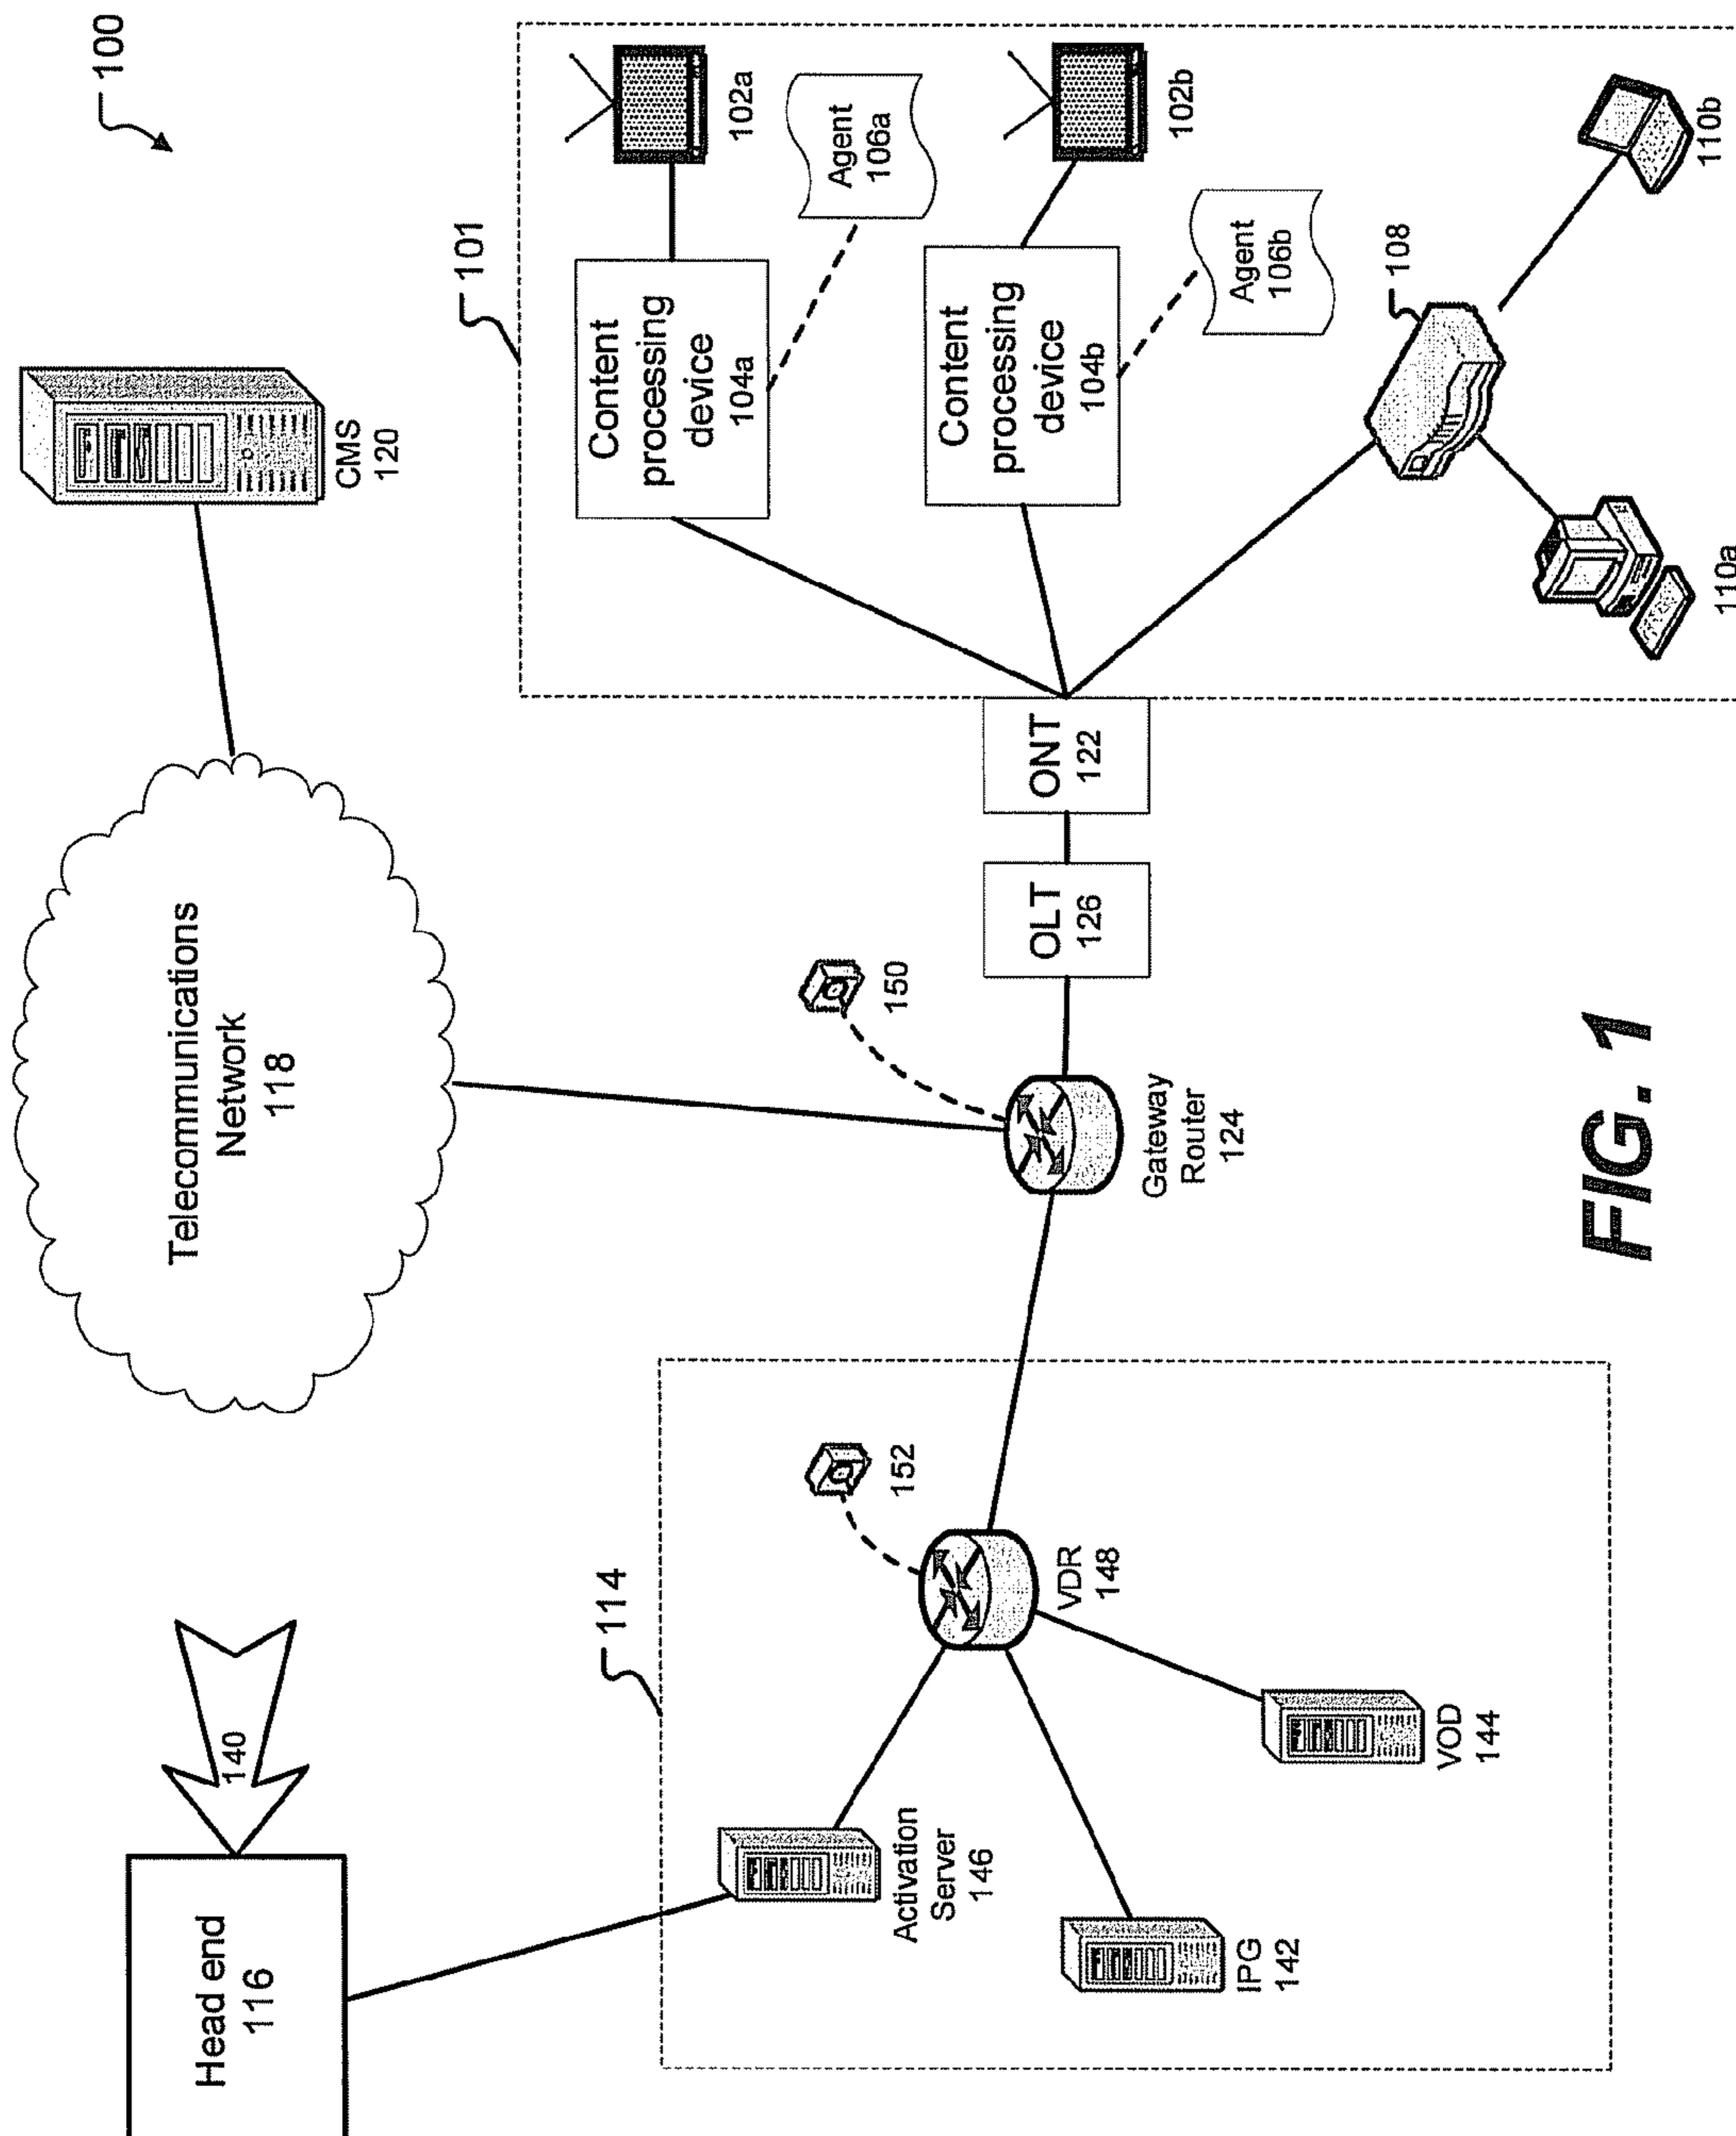 100
Head end
116
140
Telecommunications
Network
118
CMS
120
114
101
Activation
Server
146
IPG
142
VOD
144
VDR
148
152
Gateway
Router
124
150
OLT
126
ONT
122
Content
processing
device
104a
102a
Agent
106a
Content
processing
device
104b
102b
Agent
106b
108
110a
110b
FIG. 1